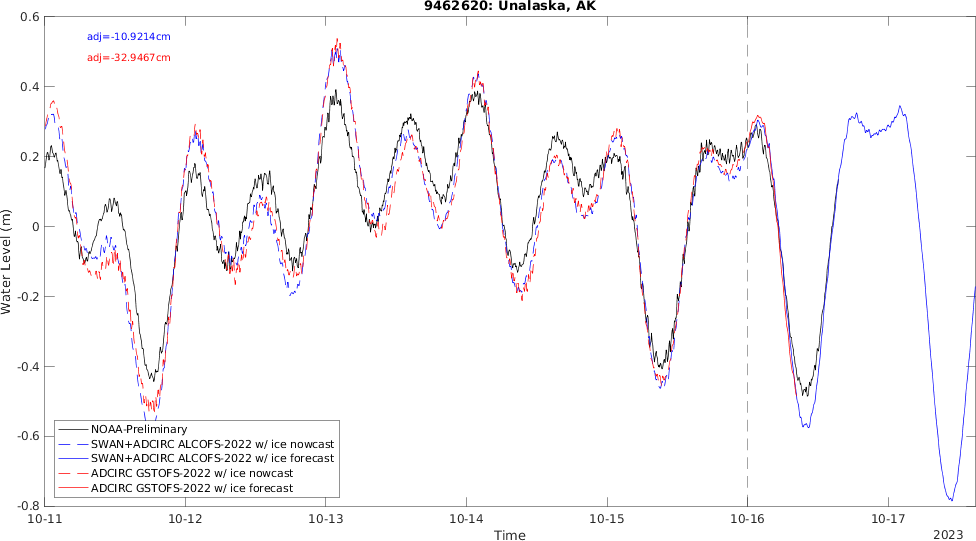 9462620: Unalaska, AK
adj=-10.9214cm
adj=-32.9467cm
0.6
0.4
0.2
0
-0.2
-0.4
-0.6
-0.8
Water Level (m)
NOAA-Preliminary
SWAN+ADCIRC ALCOFS-2022 w/ ice nowcast
SWAN+ADCIRC ALCOFS-2022 w/ ice forecast
ADCIRC GSTOFS-2022 w/ ice nowcast
ADCIRC GSTOFS-2022 w/ ice forecast
10-11 10-12 10-13 10-14 10-15 10-16 10-17
Time
2023